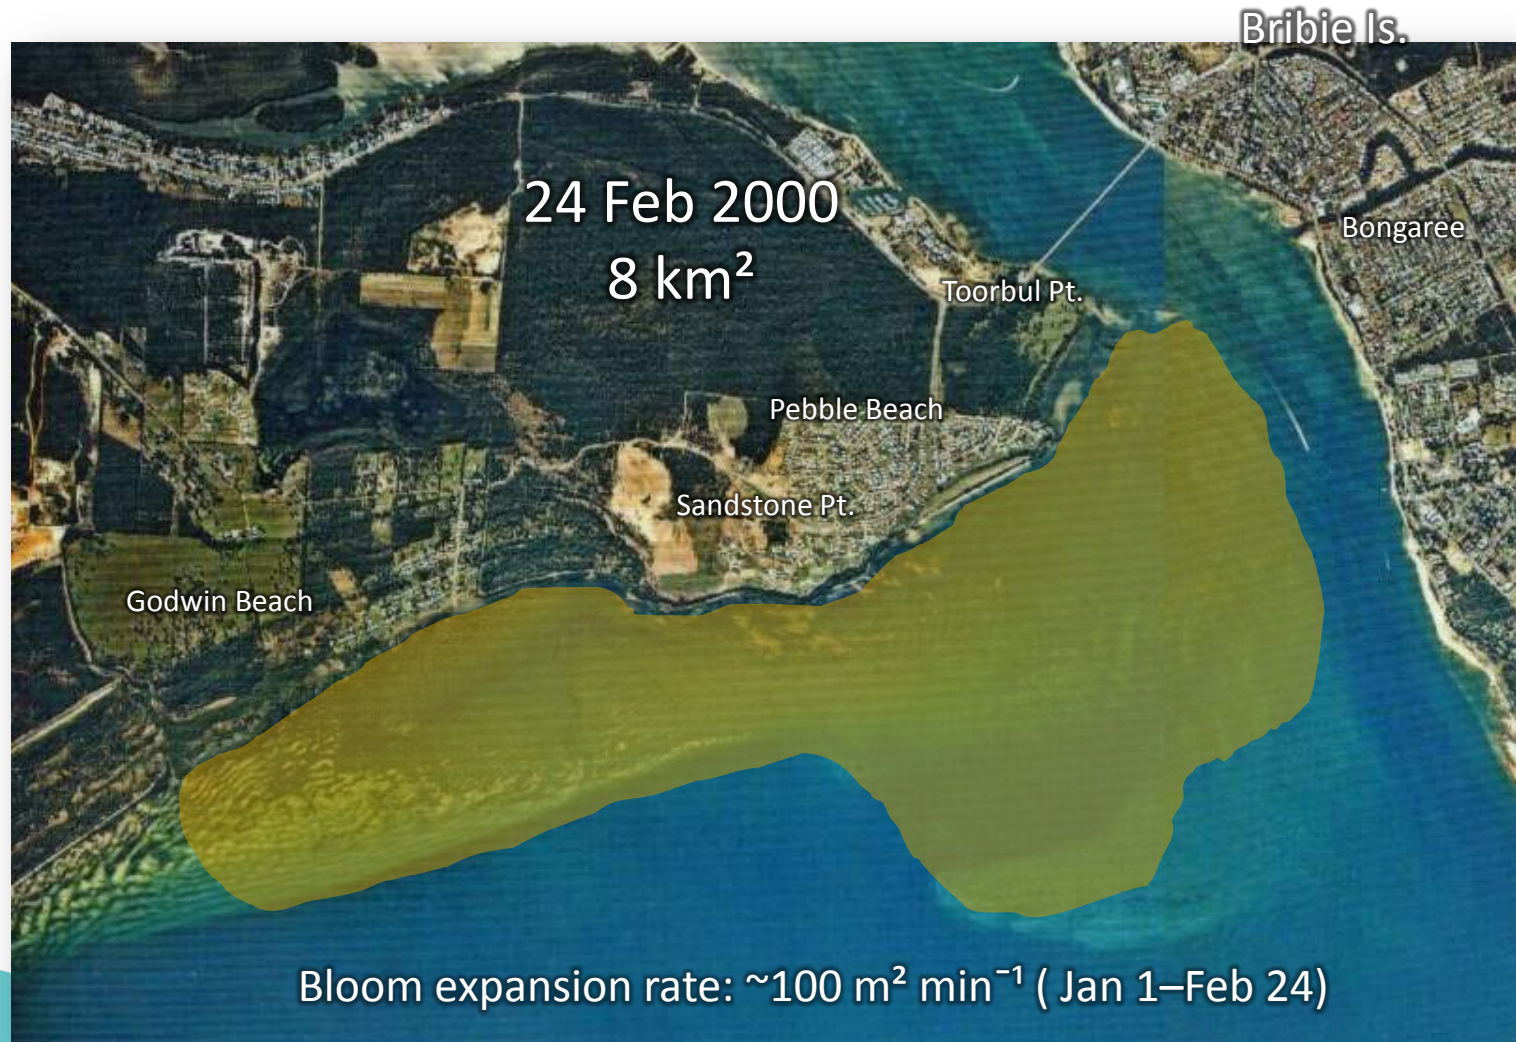 Bribie Is.
24 Feb 2000
8 km²
Bongaree
Toorbul Pt.
Pebble Beach
Sandstone Pt.
Godwin Beach
Bloom expansion rate: ~100 m² min⁻¹ ( Jan 1–Feb 24)